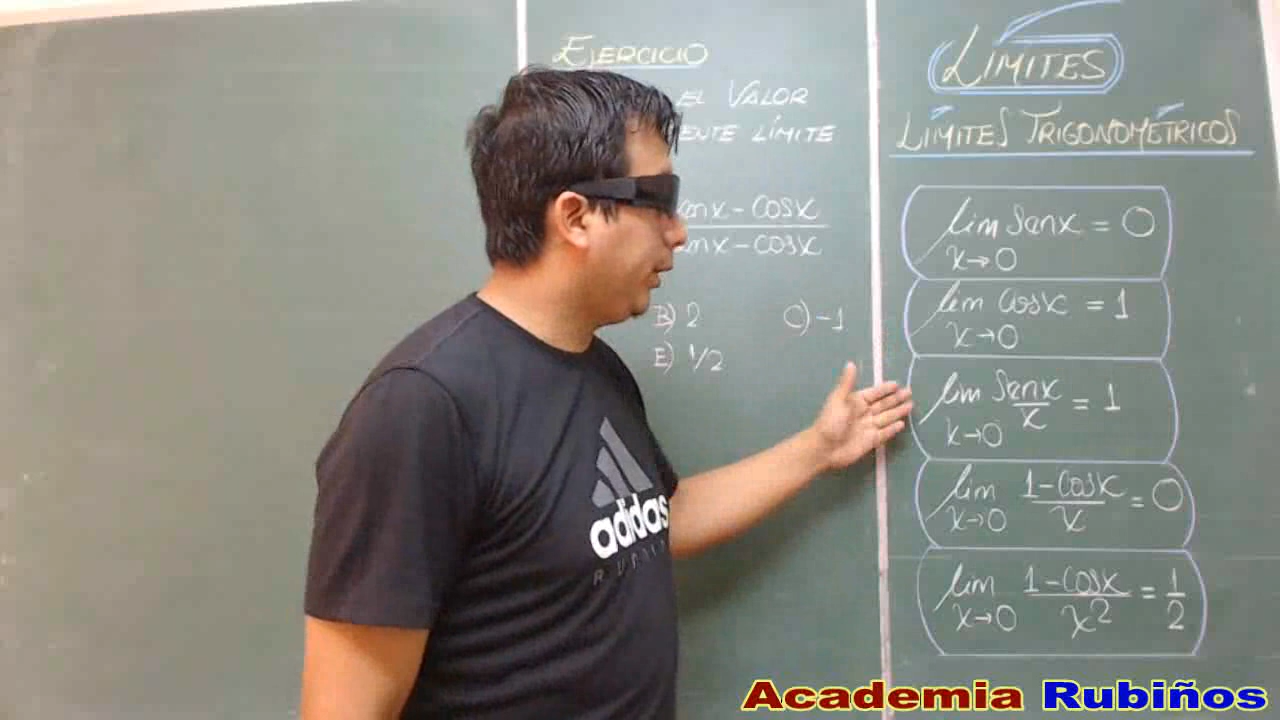 EJERCICIO
EL VALOR
ENTE LÍMITE
x - COSX
x - COSX
B) 2 C) -1
E) 1/2
LÍMITES
LÍMITES TRIGONOMÉTRICOS
lim Senx = 0
x→0
lim Cosx = 1
x→0
lim Senx/x = 1
x→0
lim 1-Cosx/x = 0
x→0
lim 1-Cosx/x² = 1/2
x→0
adidas
Academia Rubiños